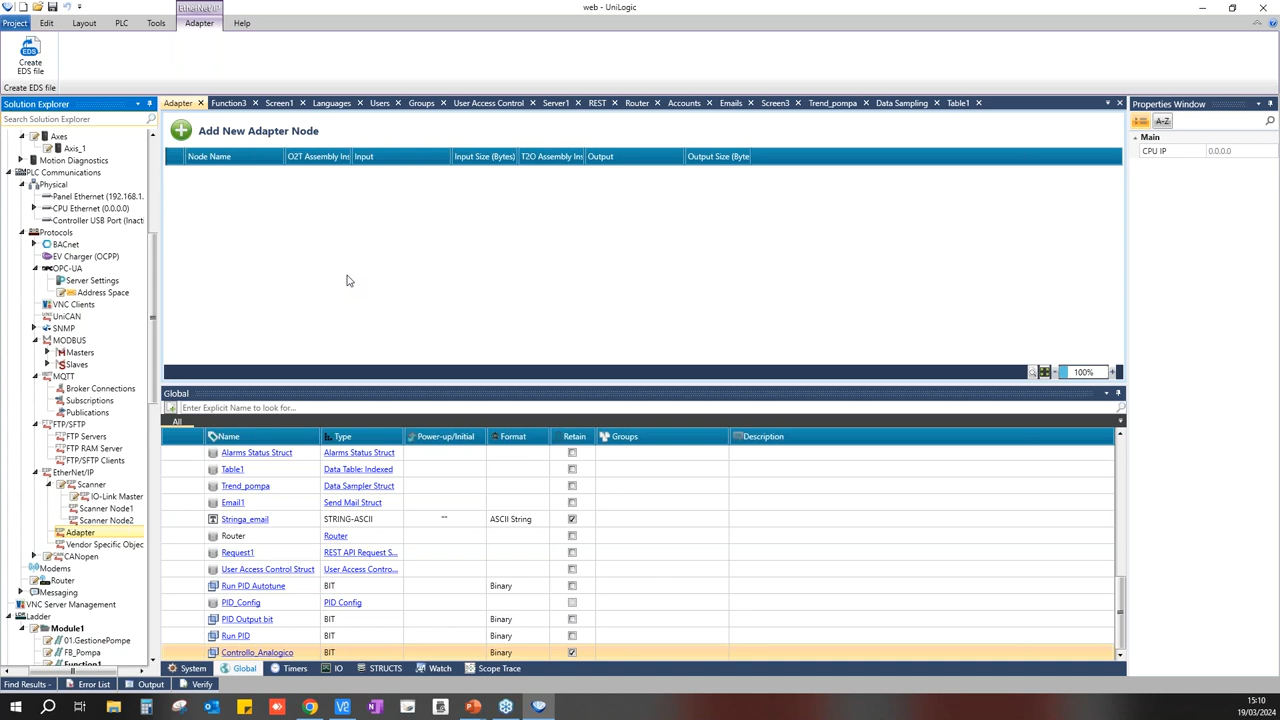 web - UniLogic
EtherNet/IP
Project Edit Layout PLC Tools Adapter Help
EDS
Create
EDS file
Create EDS file
Solution Explorer
Search Solution Explorer
Axes
Axis_1
Motion Diagnostics
PLC Communications
Physical
Panel Ethernet (192.168.1.
CPU Ethernet (0.0.0.0)
Controller USB Port (Inacti
Protocols
BACnet
EV Charger (OCPP)
OPC-UA
Server Settings
Address Space
VNC Clients
UniCAN
SNMP
MODBUS
Masters
Slaves
MQTT
Broker Connections
Subscriptions
Publications
FTP/SFTP
FTP Servers
FTP RAM Server
FTP/SFTP Clients
EtherNet/IP
Scanner
IO-Link Master
Scanner Node1
Scanner Node2
Adapter
Vendor Specific Objec
CANopen
Modems
Router
Messaging
VNC Server Management
Ladder
Module1
01.GestionePompe
FB_Pompa
Function1
Adapter Function3 Screen1 Languages Users Groups User Access Control Server1 REST Router Accounts Emails Screen3 Trend_pompa Data Sampling Table1
Add New Adapter Node
Node Name O2T Assembly Ins Input Input Size (Bytes) T2O Assembly Ins Output Output Size (Byte
100%
Properties Window
A-Z
Main
CPU IP 0.0.0.0
Global
Enter Explicit Name to look for...
All
Name Type Power-up/Initial Format Retain Groups Description
Alarms Status Struct Alarms Status Struct
Table1 Data Table: Indexed
Trend_pompa Data Sampler Struct
Email1 Send Mail Struct
Stringa_email STRING-ASCII "" ASCII String
Router Router
Request1 REST API Request S...
User Access Control Struct User Access Contro...
Run PID Autotune BIT Binary
PID_Config PID Config
PID Output bit BIT Binary
Run PID BIT Binary
Controllo_Analogico BIT Binary
System Global Timers IO STRUCTS Watch Scope Trace
Find Results - Error List Output Verify
15:10
19/03/2024